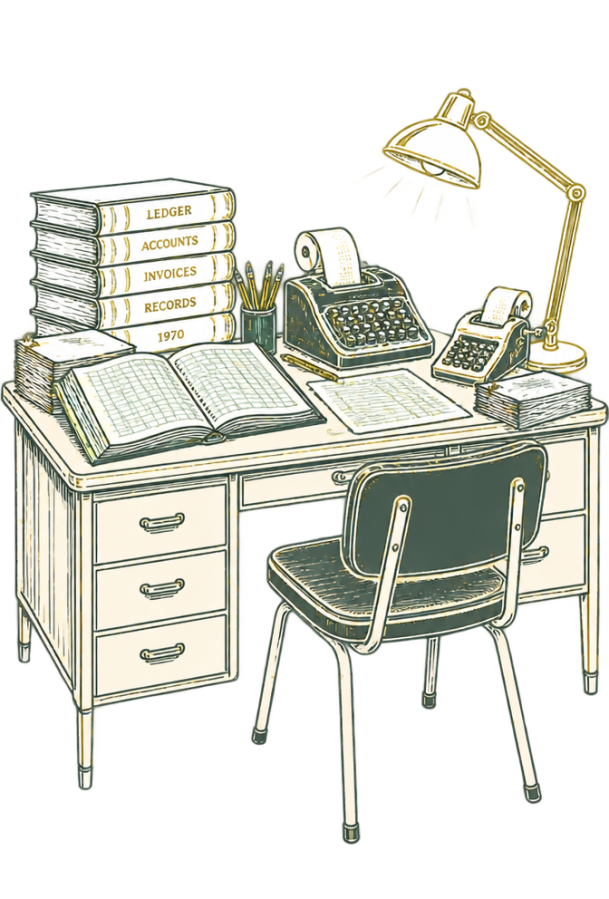 LEDGER
ACCOUNTS
INVOICES
RECORDS
1970